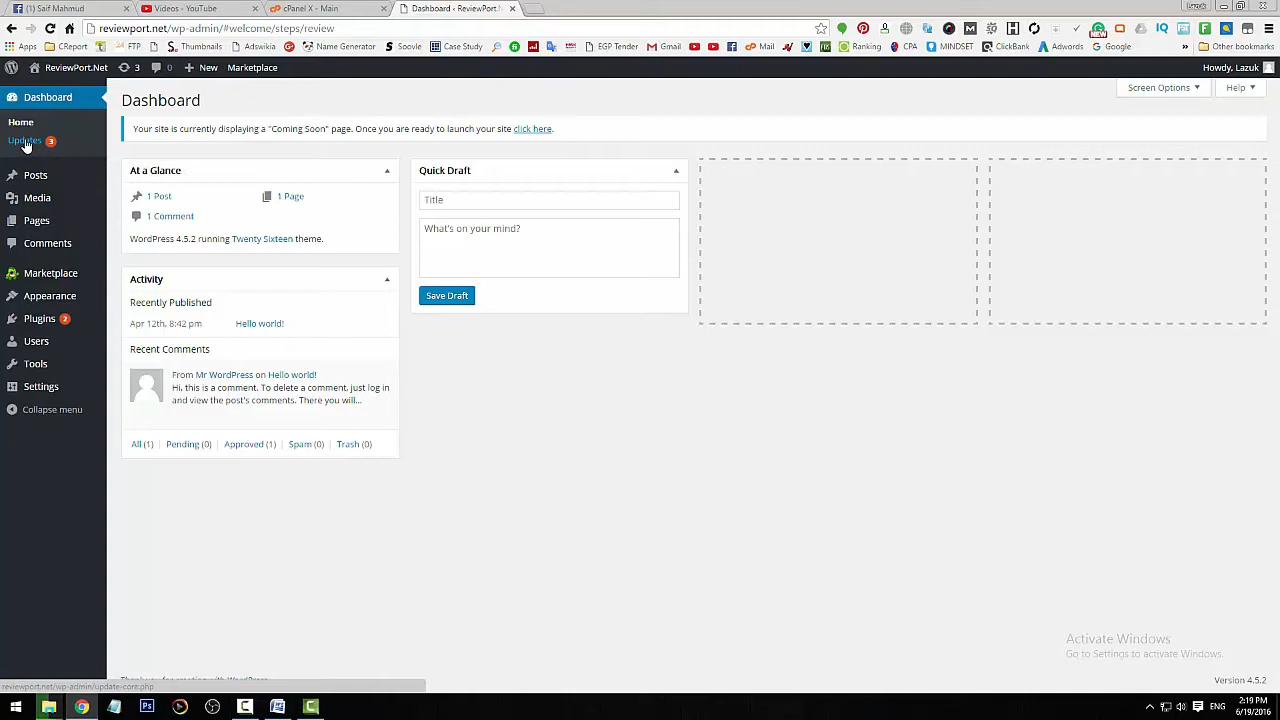 (1) Saif Mahmud
Videos - YouTube
cPanel X - Main
Dashboard ‹ ReviewPort.N
reviewport.net/wp-admin/#welcome/steps/review
Apps
CReport
FTP
Thumbnails
Adswikia
Name Generator
5oovle
Case Study
EGP Tender
Email
Mail
Ranking
CPA
MINDSET
ClickBank
Adwords
Google
»
Other bookmarks
ReviewPort.Net
3
0
New
Marketplace
Howdy, Lazuk
Dashboard
Home
Updates 3
Posts
Media
Pages
Comments
Marketplace
Appearance
Plugins 2
Users
Tools
Settings
Collapse menu
Screen Options
Help
Dashboard
Your site is currently displaying a "Coming Soon" page. Once you are ready to launch your site click here.
At a Glance
1 Post
1 Page
1 Comment
WordPress 4.5.2 running Twenty Sixteen theme.
Activity
Recently Published
Apr 12th, 8:42 pm Hello world!
Recent Comments
From Mr WordPress on Hello world!
Hi, this is a comment. To delete a comment, just log in
and view the post's comments. There you will...
All (1) | Pending (0) | Approved (1) | Spam (0) | Trash (0)
Quick Draft
Title
What's on your mind?
Save Draft
Activate Windows
Go to Settings to activate Windows.
Version 4.5.2
reviewport.net/wp-admin/update-core.php
ENG
2:19 PM
6/19/2016